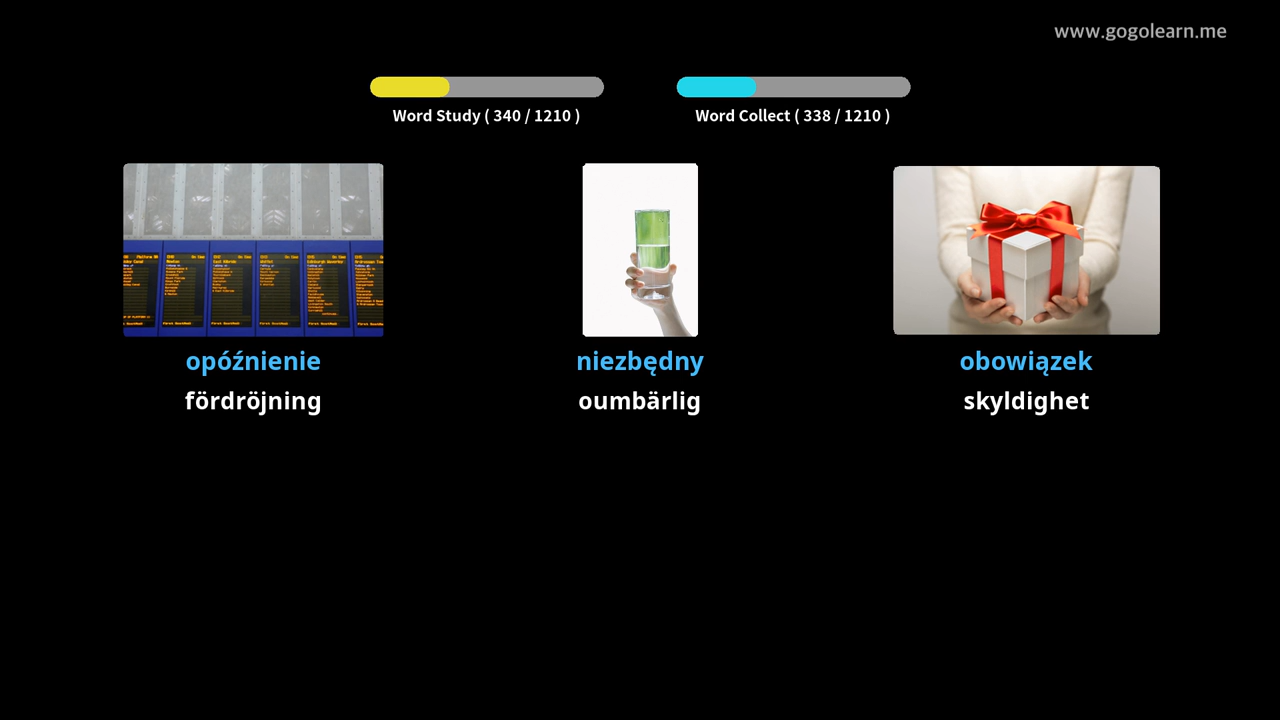 www.gogolearn.me
Word Study ( 340 / 1210 )
Word Collect ( 338 / 1210 )
opóźnienie
niezbędny
obowiązek
fördröjning
oumbärlig
skyldighet